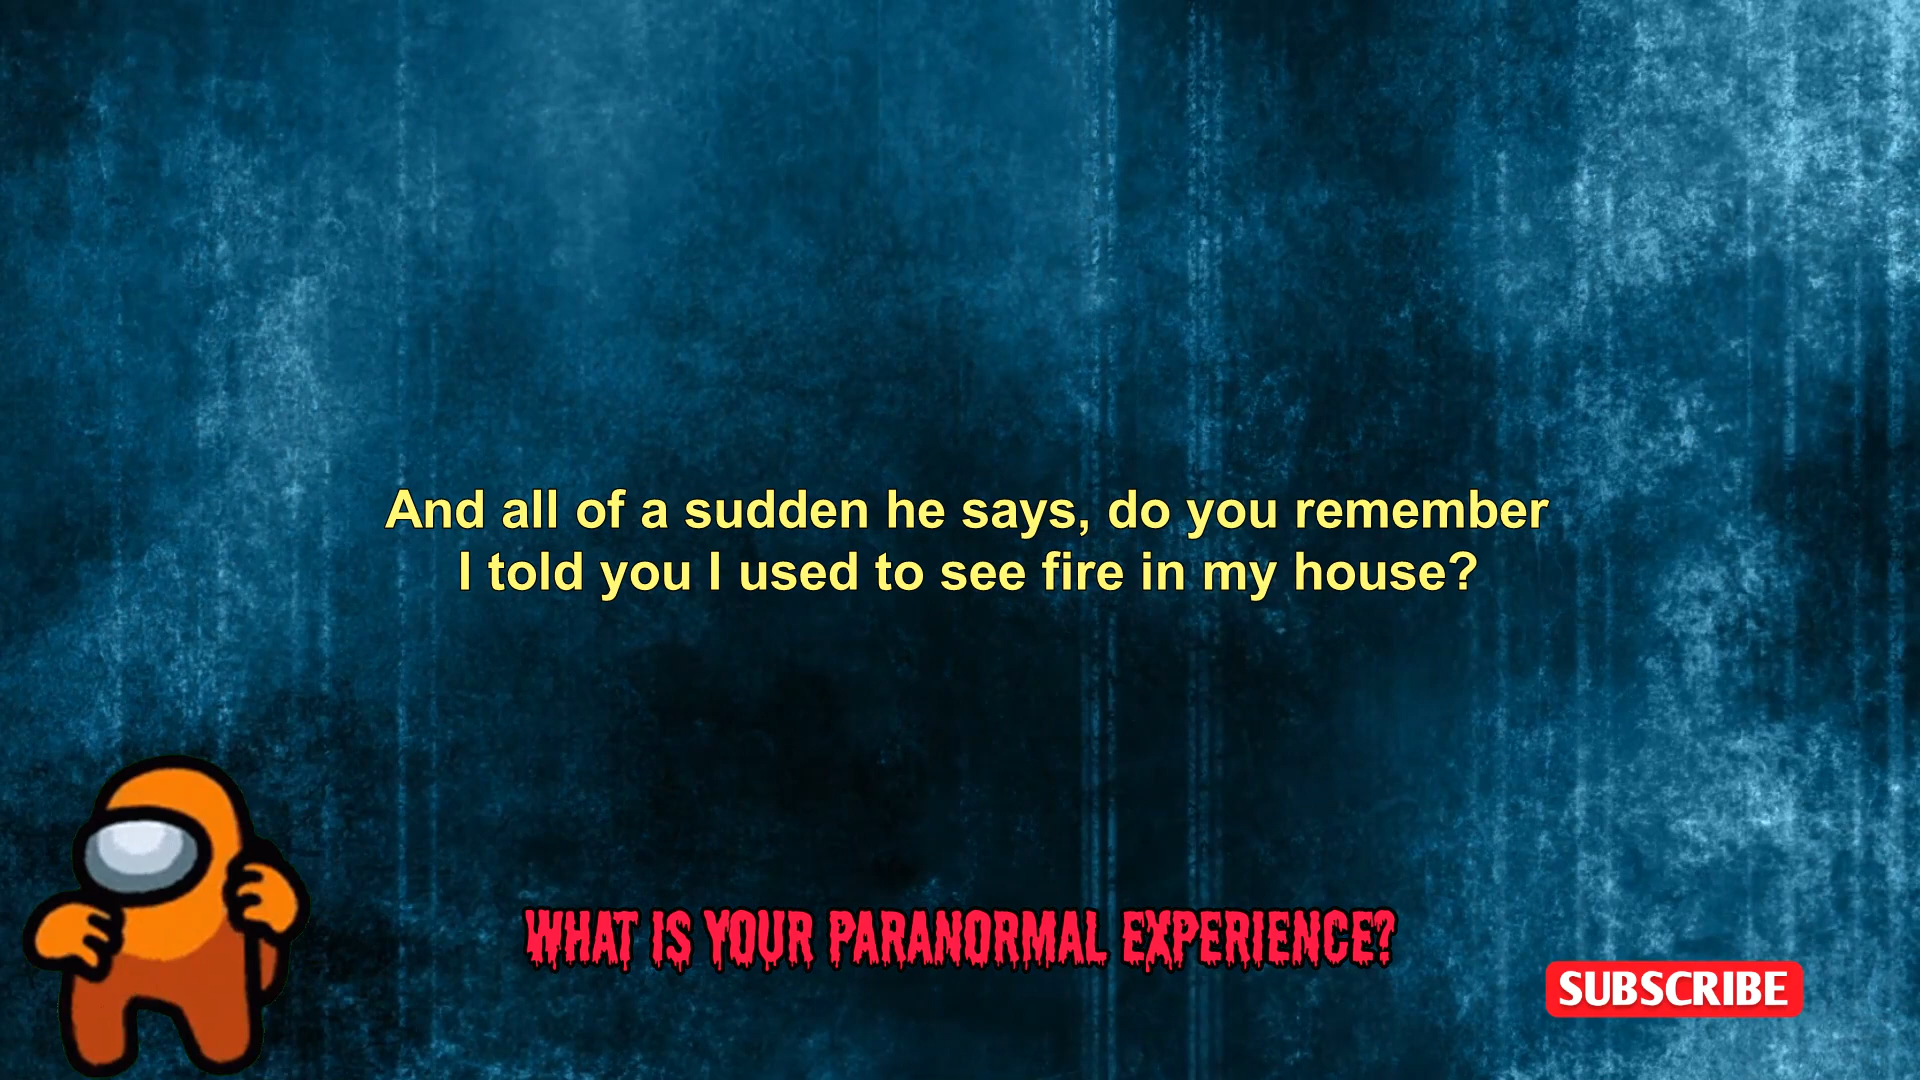 And all of a sudden he says, do you remember
I told you I used to see fire in my house?
WHAT IS YOUR PARANORMAL EXPERIENCE?
SUBSCRIBE